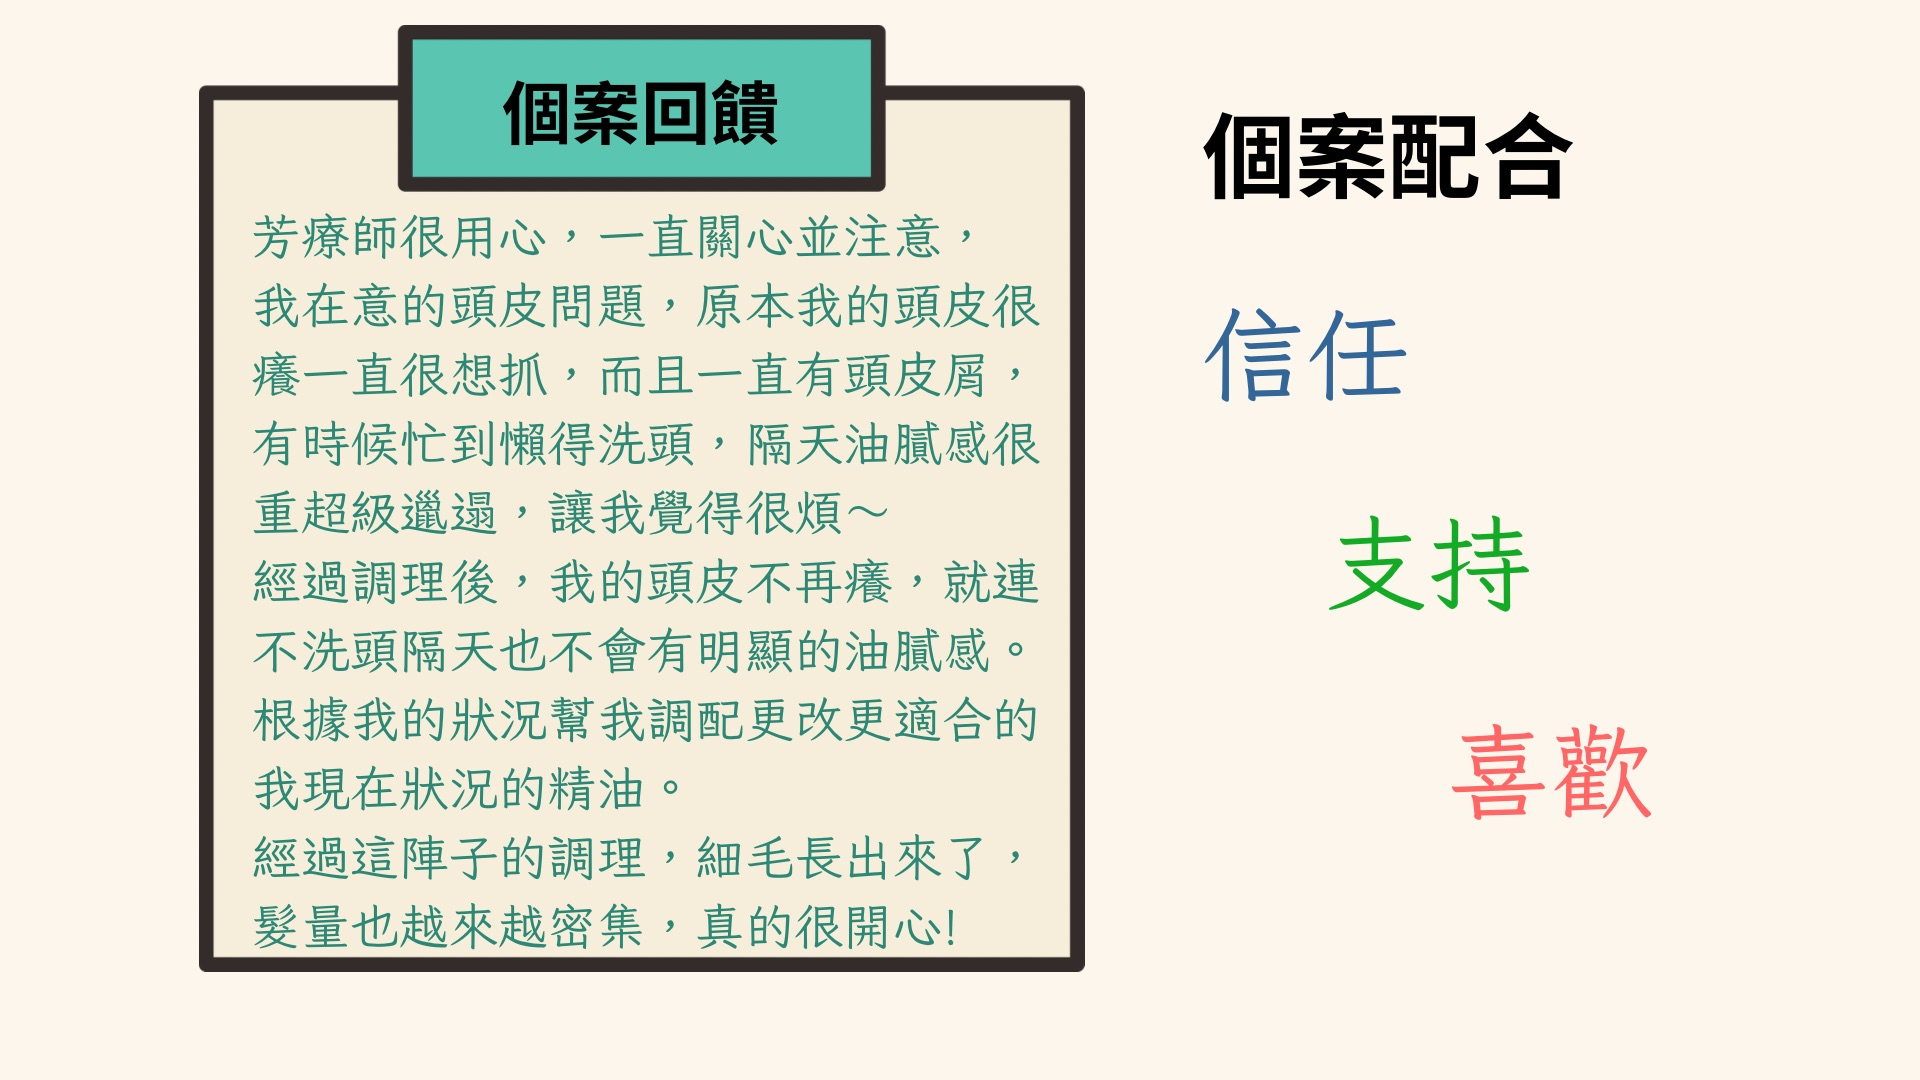 個案回饋
芳療師很用心，一直關心並注意，
我在意的頭皮問題，原本我的頭皮很
癢一直很想抓，而且一直有頭皮屑，
有時候忙到懶得洗頭，隔天油膩感很
重超級邋遢，讓我覺得很煩～
經過調理後，我的頭皮不再癢，就連
不洗頭隔天也不會有明顯的油膩感。
根據我的狀況幫我調配更改更適合的
我現在狀況的精油。
經過這陣子的調理，細毛長出來了，
髮量也越來越密集，真的很開心!
個案配合
信任
支持
喜歡